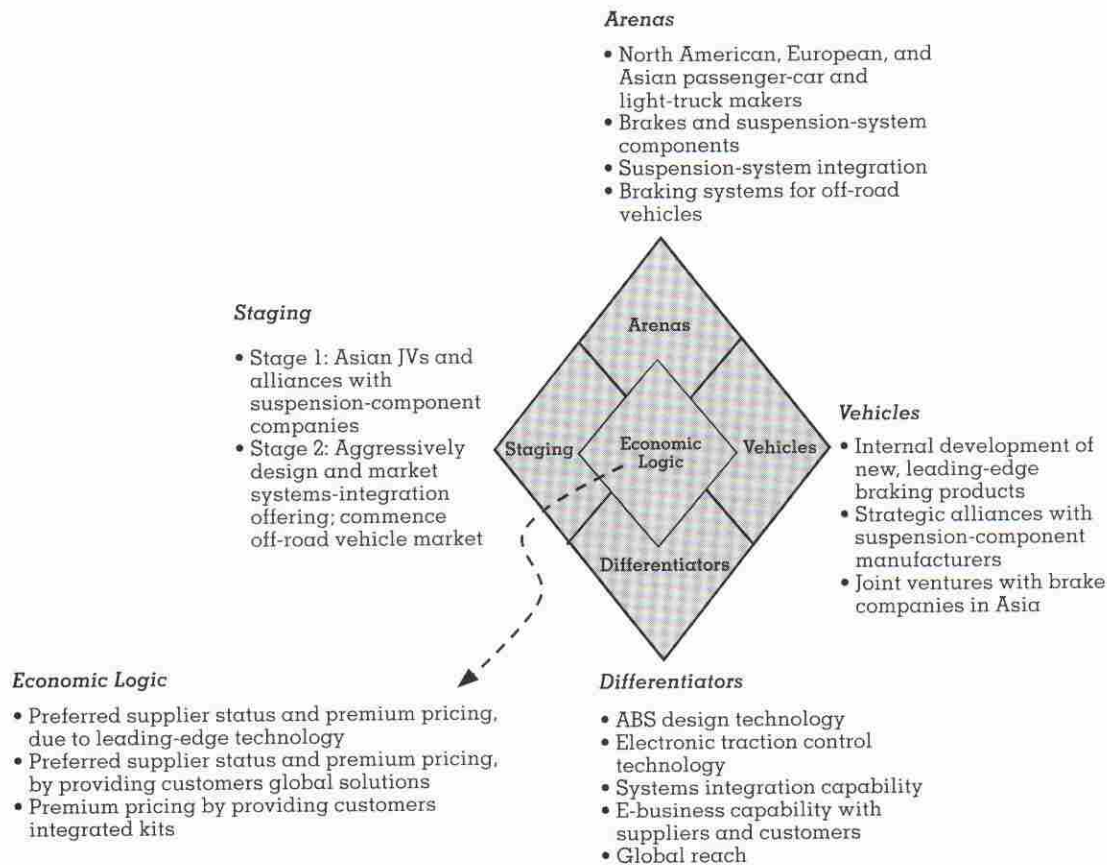 Arenas
• North American, European, and
Asian passenger-car and
light-truck makers
• Brakes and suspension-system
components
• Suspension-system integration
• Braking systems for off-road
vehicles
Staging
• Stage 1: Asian JVs and
alliances with
suspension-component
companies
• Stage 2: Aggressively
design and market
systems-integration
offering; commence
off-road vehicle market
Arenas
Staging
Economic
Logic
Vehicles
Differentiators
Vehicles
• Internal development of
new, leading-edge
braking products
• Strategic alliances with
suspension-component
manufacturers
• Joint ventures with brake
companies in Asia
Economic Logic
• Preferred supplier status and premium pricing,
due to leading-edge technology
• Preferred supplier status and premium pricing,
by providing customers global solutions
• Premium pricing by providing customers
integrated kits
Differentiators
• ABS design technology
• Electronic traction control
technology
• Systems integration capability
• E-business capability with
suppliers and customers
• Global reach